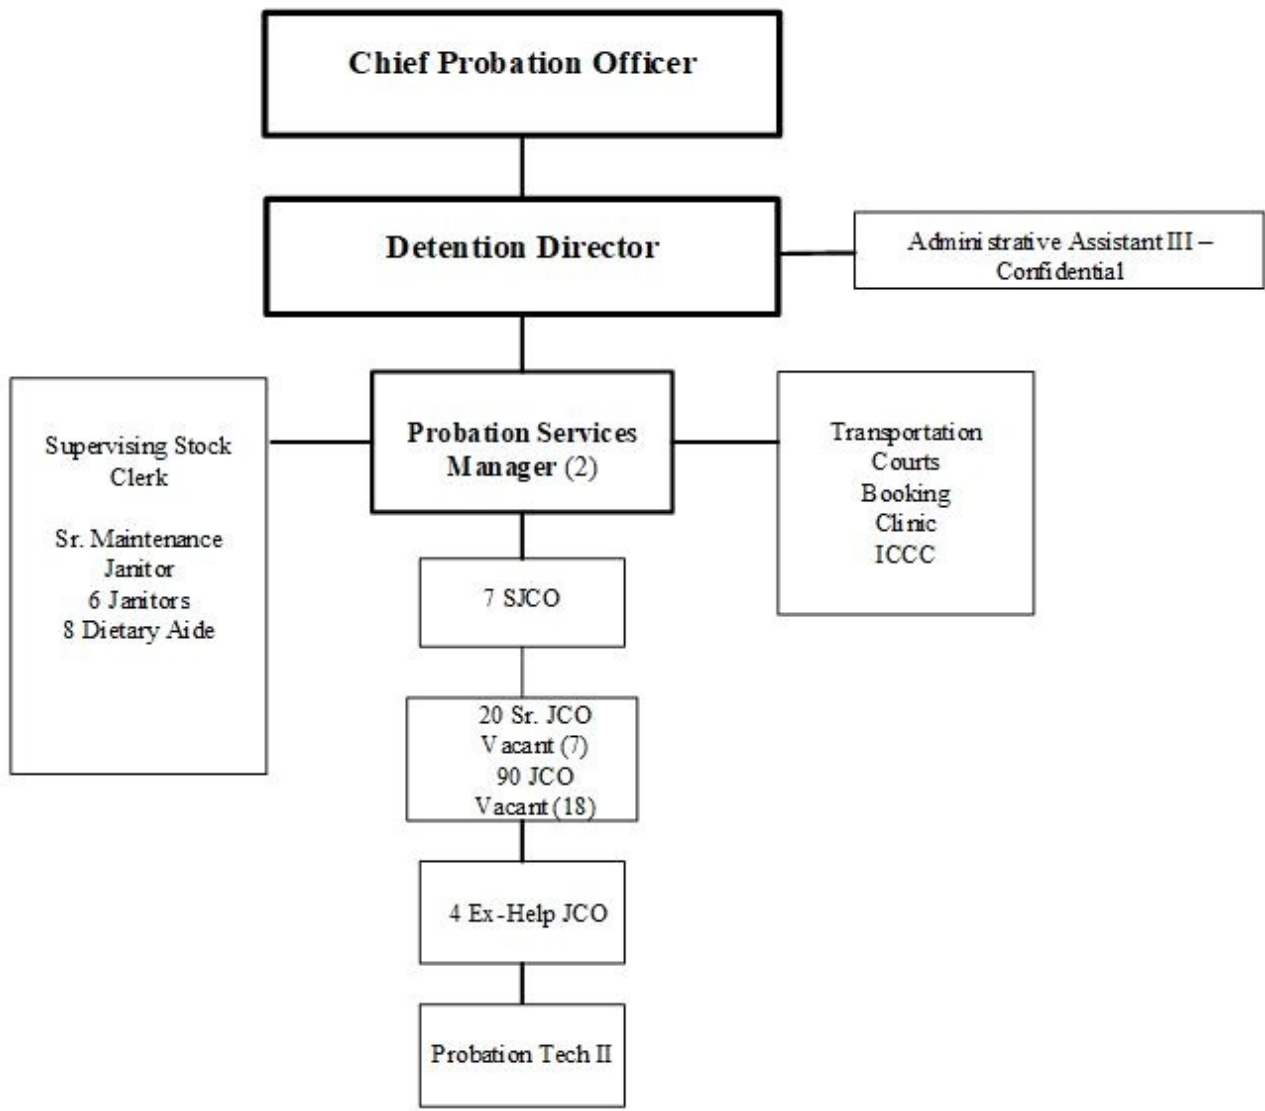 Chief Probation Officer
Detention Director
Administrative Assistant III –
Confidential
Supervising Stock
Clerk
Sr. Maintenance
Janitor
6 Janitors
8 Dietary Aide
Probation Services
Manager (2)
Transportation
Courts
Booking
Clinic
ICCC
7 SJCO
20 Sr. JCO
Vacant (7)
90 JCO
Vacant (18)
4 Ex-Help JCO
Probation Tech II